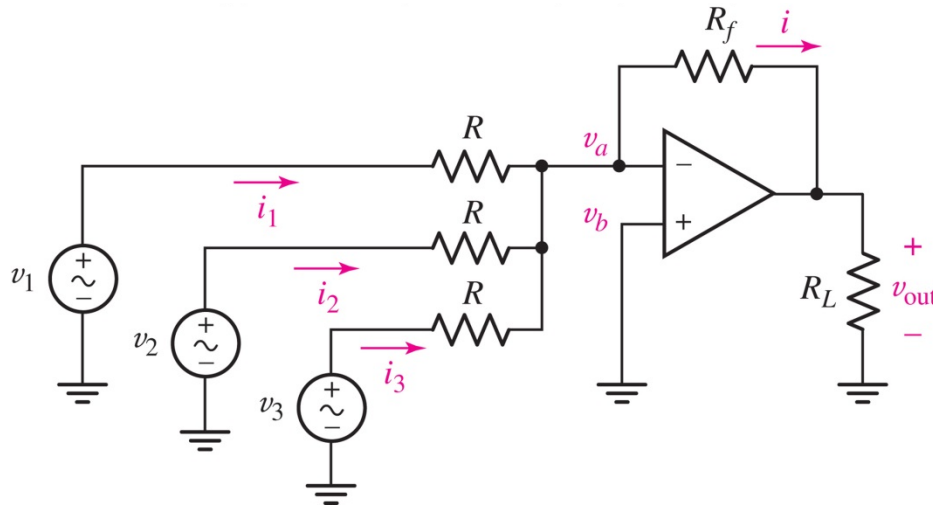 R_f
i
R
v_a
i_1
v_b
R
v_1
i_2
R
R_L
v_out
v_2
i_3
v_3
+
−
+
−
+
−
+
−
+
−